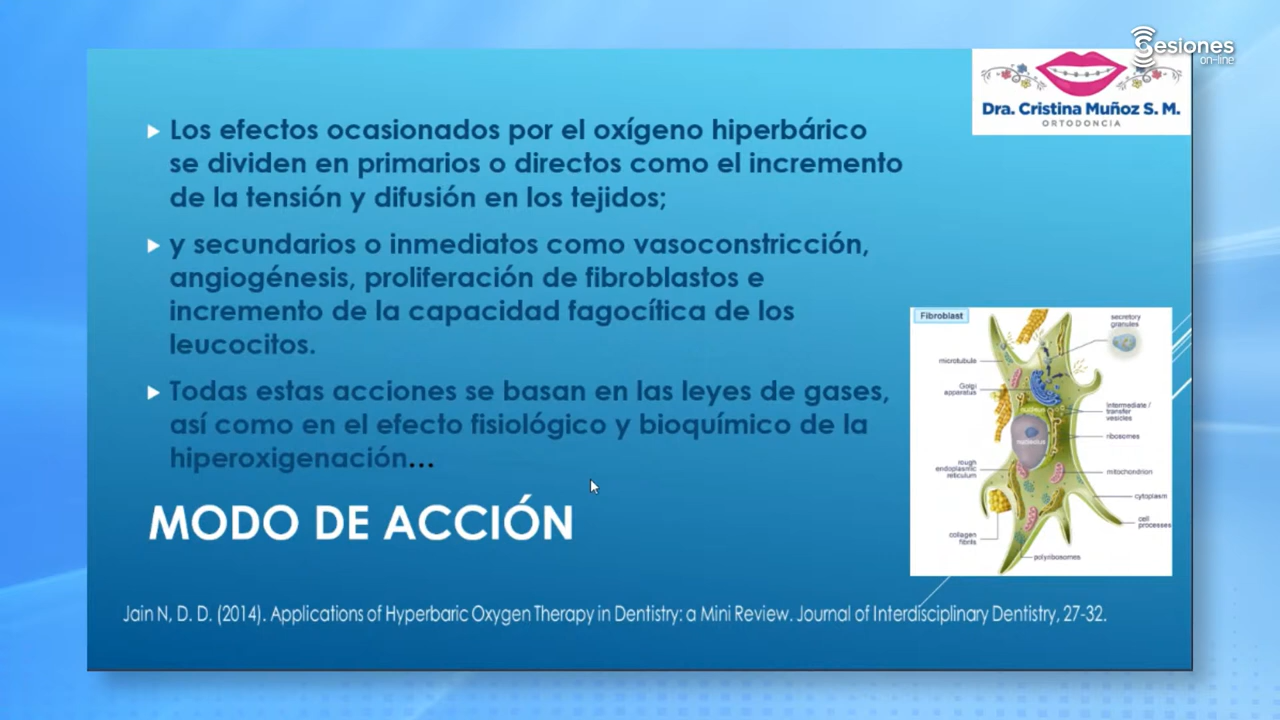 Sesiones
on-line
Dra. Cristina Muñoz S. M.
ORTODONCIA
Los efectos ocasionados por el oxígeno hiperbárico
se dividen en primarios o directos como el incremento
de la tensión y difusión en los tejidos;
y secundarios o inmediatos como vasoconstricción,
angiogénesis, proliferación de fibroblastos e
incremento de la capacidad fagocítica de los
leucocitos.
Todas estas acciones se basan en las leyes de gases,
así como en el efecto fisiológico y bioquímico de la
hiperoxigenación...
MODO DE ACCIÓN
Fibroblast
secretory
granules
microtubule
Golgi
apparatus
nucleus
Intermediate /
transfer
vesicles
nucleolus
ribosomes
rough
endoplasmic
reticulum
mitochondrion
cytoplasm
cell
processes
collagen
fibrils
polyribosomes
Jain N, D. D. (2014). Applications of Hyperbaric Oxygen Therapy in Dentistry: a Mini Review. Journal of Interdisciplinary Dentistry, 27-32.